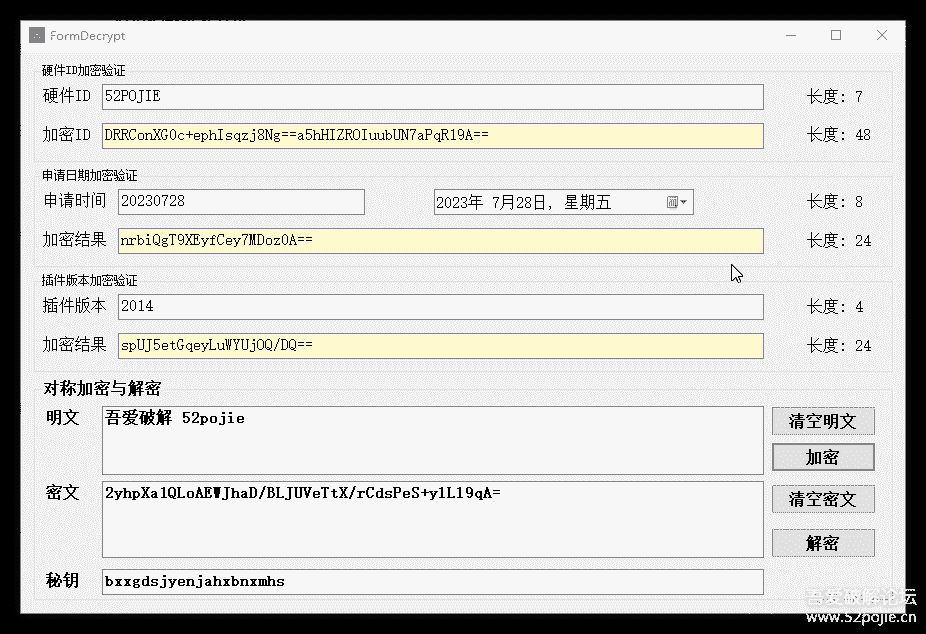 FormDecrypt
硬件ID加密验证
硬件ID 52POJIE 长度: 7
加密ID DRRConXG0c+ephIsqzj8Ng==a5hHIZROIuubUN7aPqR19A== 长度: 48
申请日期加密验证
申请时间 20230728 2023年 7月28日, 星期五 长度: 8
加密结果 nrbiQgT9XEyfCey7MDoz0A== 长度: 24
插件版本加密验证
插件版本 2014 长度: 4
加密结果 spUJ5etGqeyLuWYUjOQ/DQ== 长度: 24
对称加密与解密
明文 吾爱破解 52pojie 清空明文
加密
密文 2yhpXa1QLoAEWJhaD/BLJUVeTtX/rCdsPeS+y1L19qA= 清空密文
解密
秘钥 bxxgdsjyenjahxbnxmhs
吾爱破解论坛
www.52pojie.cn